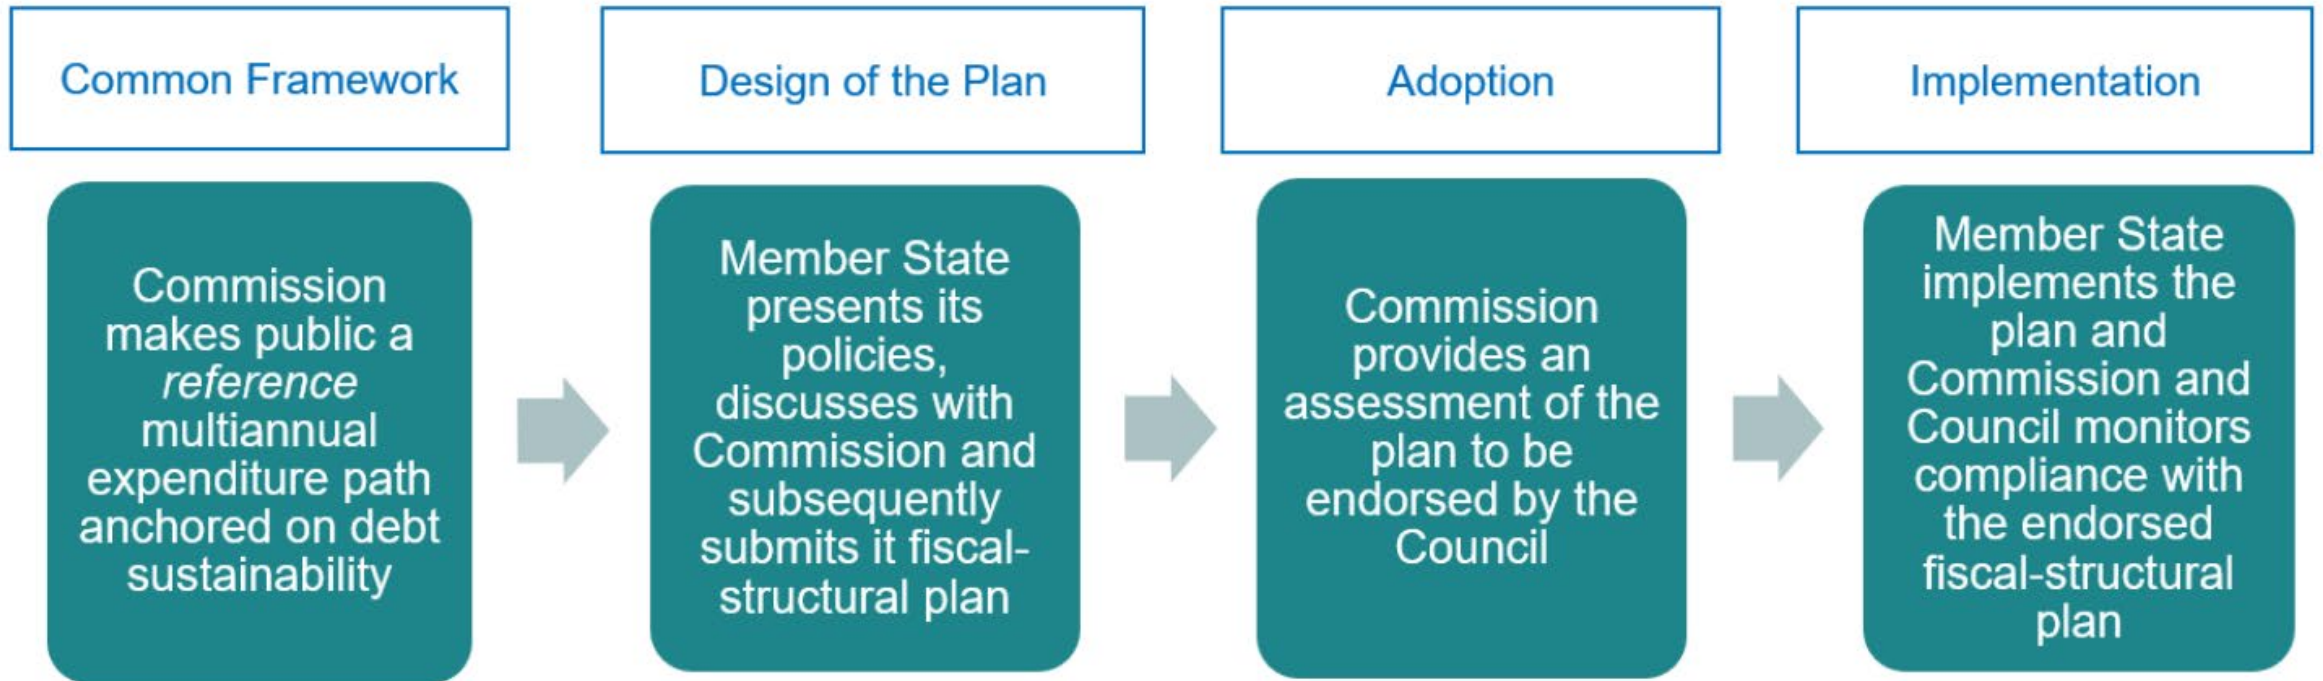 Common Framework
Design of the Plan
Adoption
Implementation
Commission
makes public a
reference
multiannual
expenditure path
anchored on debt
sustainability
Member State
presents its
policies,
discusses with
Commission and
subsequently
submits it fiscal-
structural plan
Commission
provides an
assessment of the
plan to be
endorsed by the
Council
Member State
implements the
plan and
Commission and
Council monitors
compliance with
the endorsed
fiscal-structural
plan